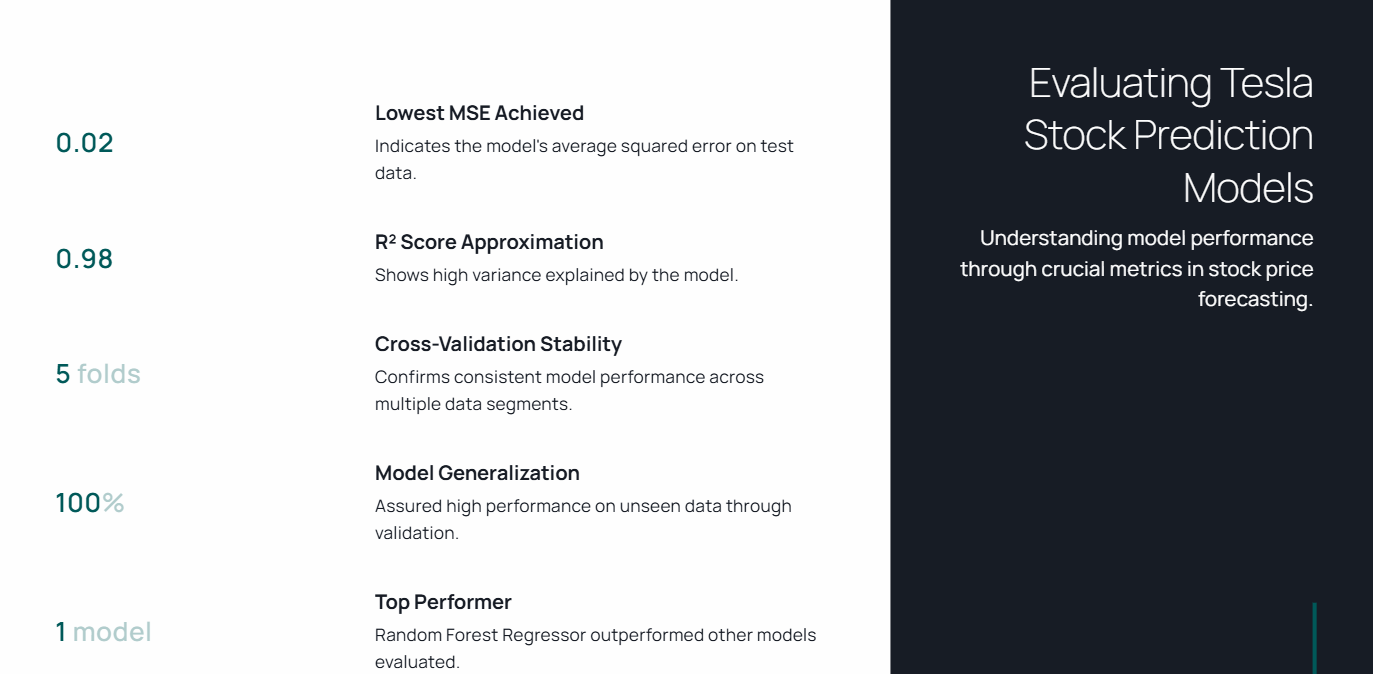 0.02
Lowest MSE Achieved
Indicates the model's average squared error on test
data.
0.98
R² Score Approximation
Shows high variance explained by the model.
5 folds
Cross-Validation Stability
Confirms consistent model performance across
multiple data segments.
100%
Model Generalization
Assured high performance on unseen data through
validation.
1 model
Top Performer
Random Forest Regressor outperformed other models
evaluated.
Evaluating Tesla
Stock Prediction
Models
Understanding model performance
through crucial metrics in stock price
forecasting.